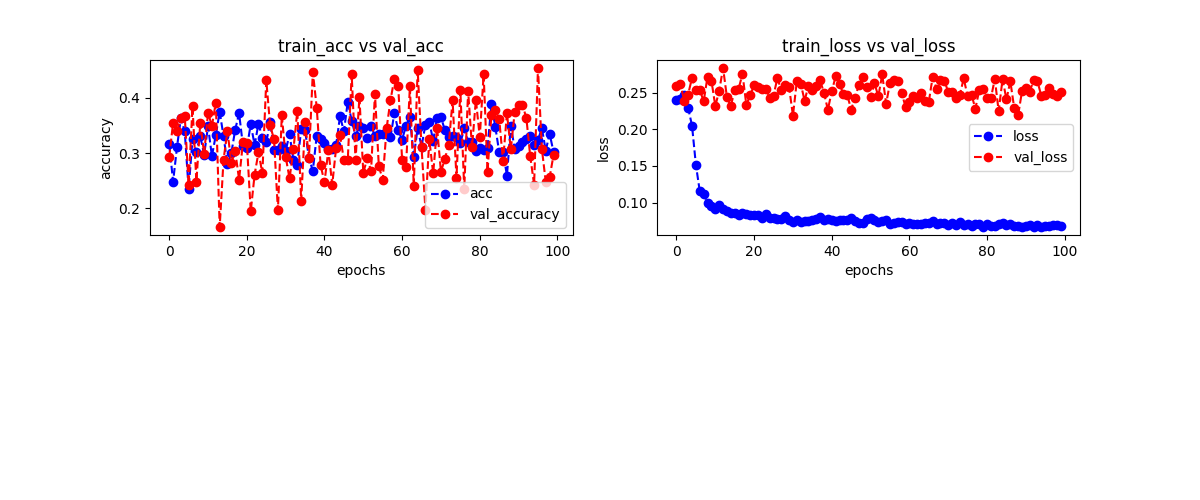 train_acc vs val_acc
accuracy
0.4
0.3
0.2
acc
val_accuracy
0 20 40 60 80 100
epochs
train_loss vs val_loss
loss
0.25
0.20
0.15
0.10
loss
val_loss
0 20 40 60 80 100
epochs